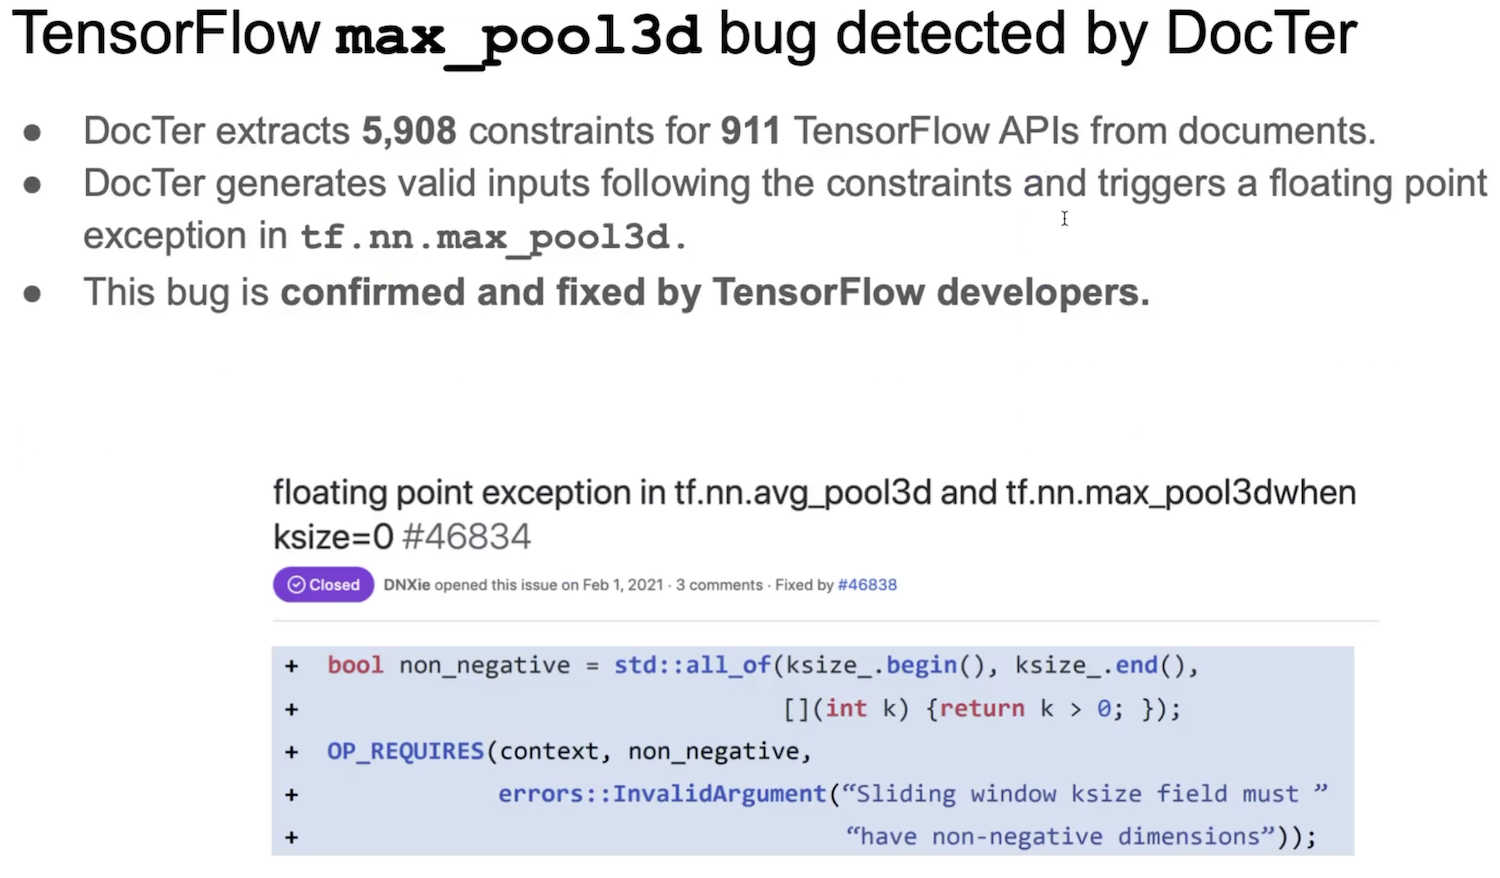 TensorFlow max_pool3d bug detected by DocTer
● DocTer extracts 5,908 constraints for 911 TensorFlow APIs from documents.
● DocTer generates valid inputs following the constraints and triggers a floating point
exception in tf.nn.max_pool3d.
● This bug is confirmed and fixed by TensorFlow developers.
floating point exception in tf.nn.avg_pool3d and tf.nn.max_pool3dwhen
ksize=0 #46834
Closed DNXie opened this issue on Feb 1, 2021 · 3 comments · Fixed by #46838
+ bool non_negative = std::all_of(ksize_.begin(), ksize_.end(),
+ [](int k) {return k > 0; });
+ OP_REQUIRES(context, non_negative,
+ errors::InvalidArgument(“Sliding window ksize field must ”
+ “have non-negative dimensions”));